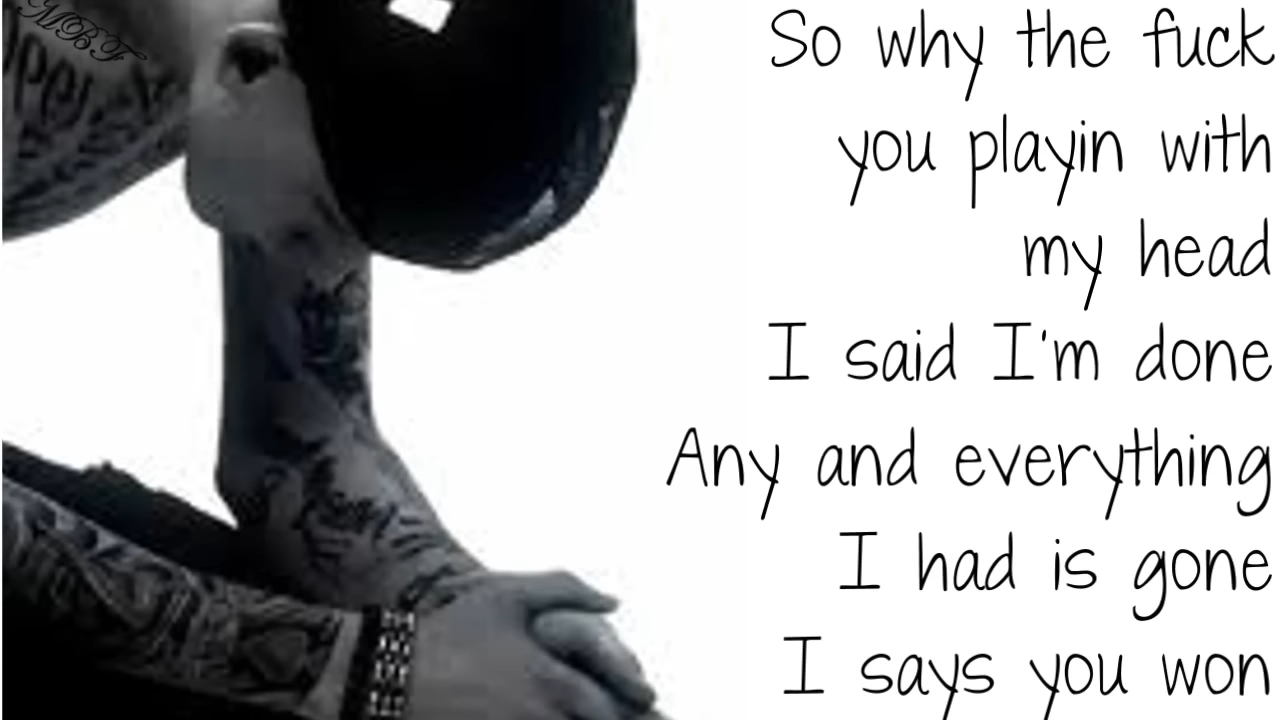 MBF
So why the fuck
you playin with
my head
I said I'm done
Any and everything
I had is gone
I says you won